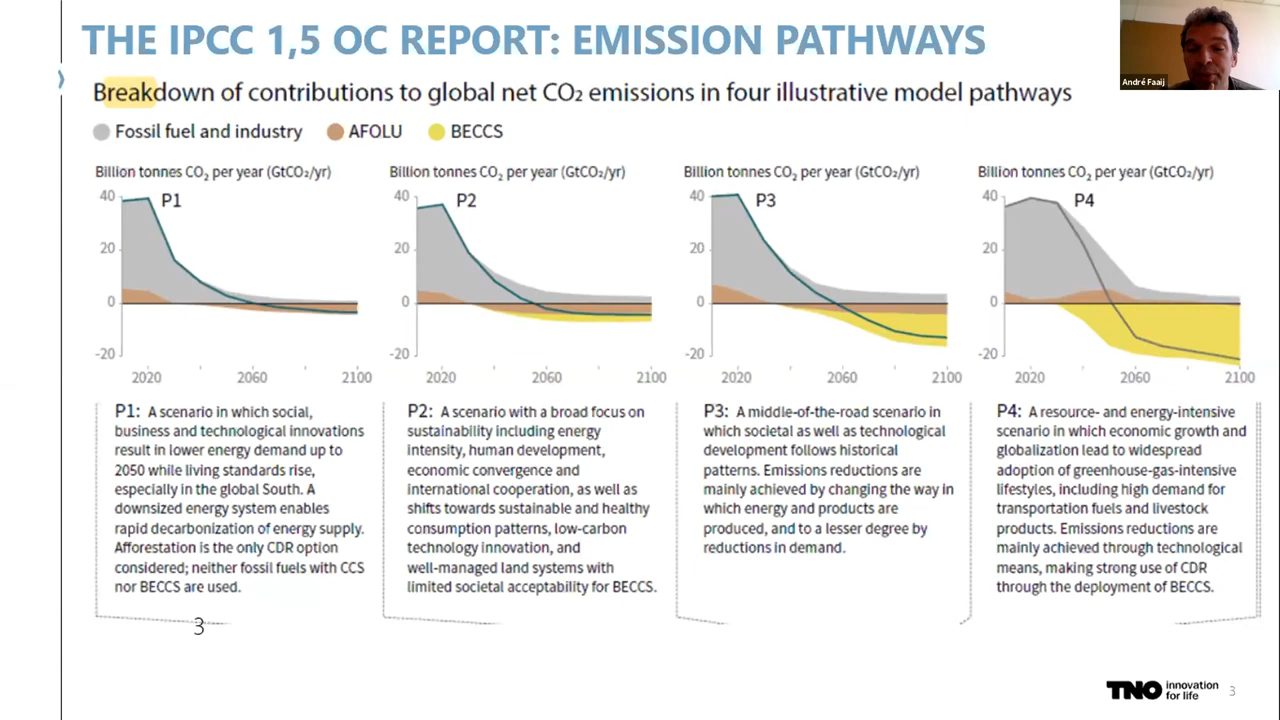 THE IPCC 1,5 OC REPORT: EMISSION PATHWAYS
André Faaij
Breakdown of contributions to global net CO₂ emissions in four illustrative model pathways
Fossil fuel and industry AFOLU BECCS
Billion tonnes CO₂ per year (GtCO₂/yr)
40
20
0
-20
P1
2020 2060 2100
Billion tonnes CO₂ per year (GtCO₂/yr)
40
20
0
-20
P2
2020 2060 2100
Billion tonnes CO₂ per year (GtCO₂/yr)
40
20
0
-20
P3
2020 2060 2100
Billion tonnes CO₂ per year (GtCO₂/yr)
40
20
0
-20
P4
2020 2060 2100
P1: A scenario in which social,
business and technological innovations
result in lower energy demand up to
2050 while living standards rise,
especially in the global South. A
downsized energy system enables
rapid decarbonization of energy supply.
Afforestation is the only CDR option
considered; neither fossil fuels with CCS
nor BECCS are used.
P2: A scenario with a broad focus on
sustainability including energy
intensity, human development,
economic convergence and
international cooperation, as well as
shifts towards sustainable and healthy
consumption patterns, low-carbon
technology innovation, and
well-managed land systems with
limited societal acceptability for BECCS.
P3: A middle-of-the-road scenario in
which societal as well as technological
development follows historical
patterns. Emissions reductions are
mainly achieved by changing the way in
which energy and products are
produced, and to a lesser degree by
reductions in demand.
P4: A resource- and energy-intensive
scenario in which economic growth and
globalization lead to widespread
adoption of greenhouse-gas-intensive
lifestyles, including high demand for
transportation fuels and livestock
products. Emissions reductions are
mainly achieved through technological
means, making strong use of CDR
through the deployment of BECCS.
3
TNO innovation
for life
3